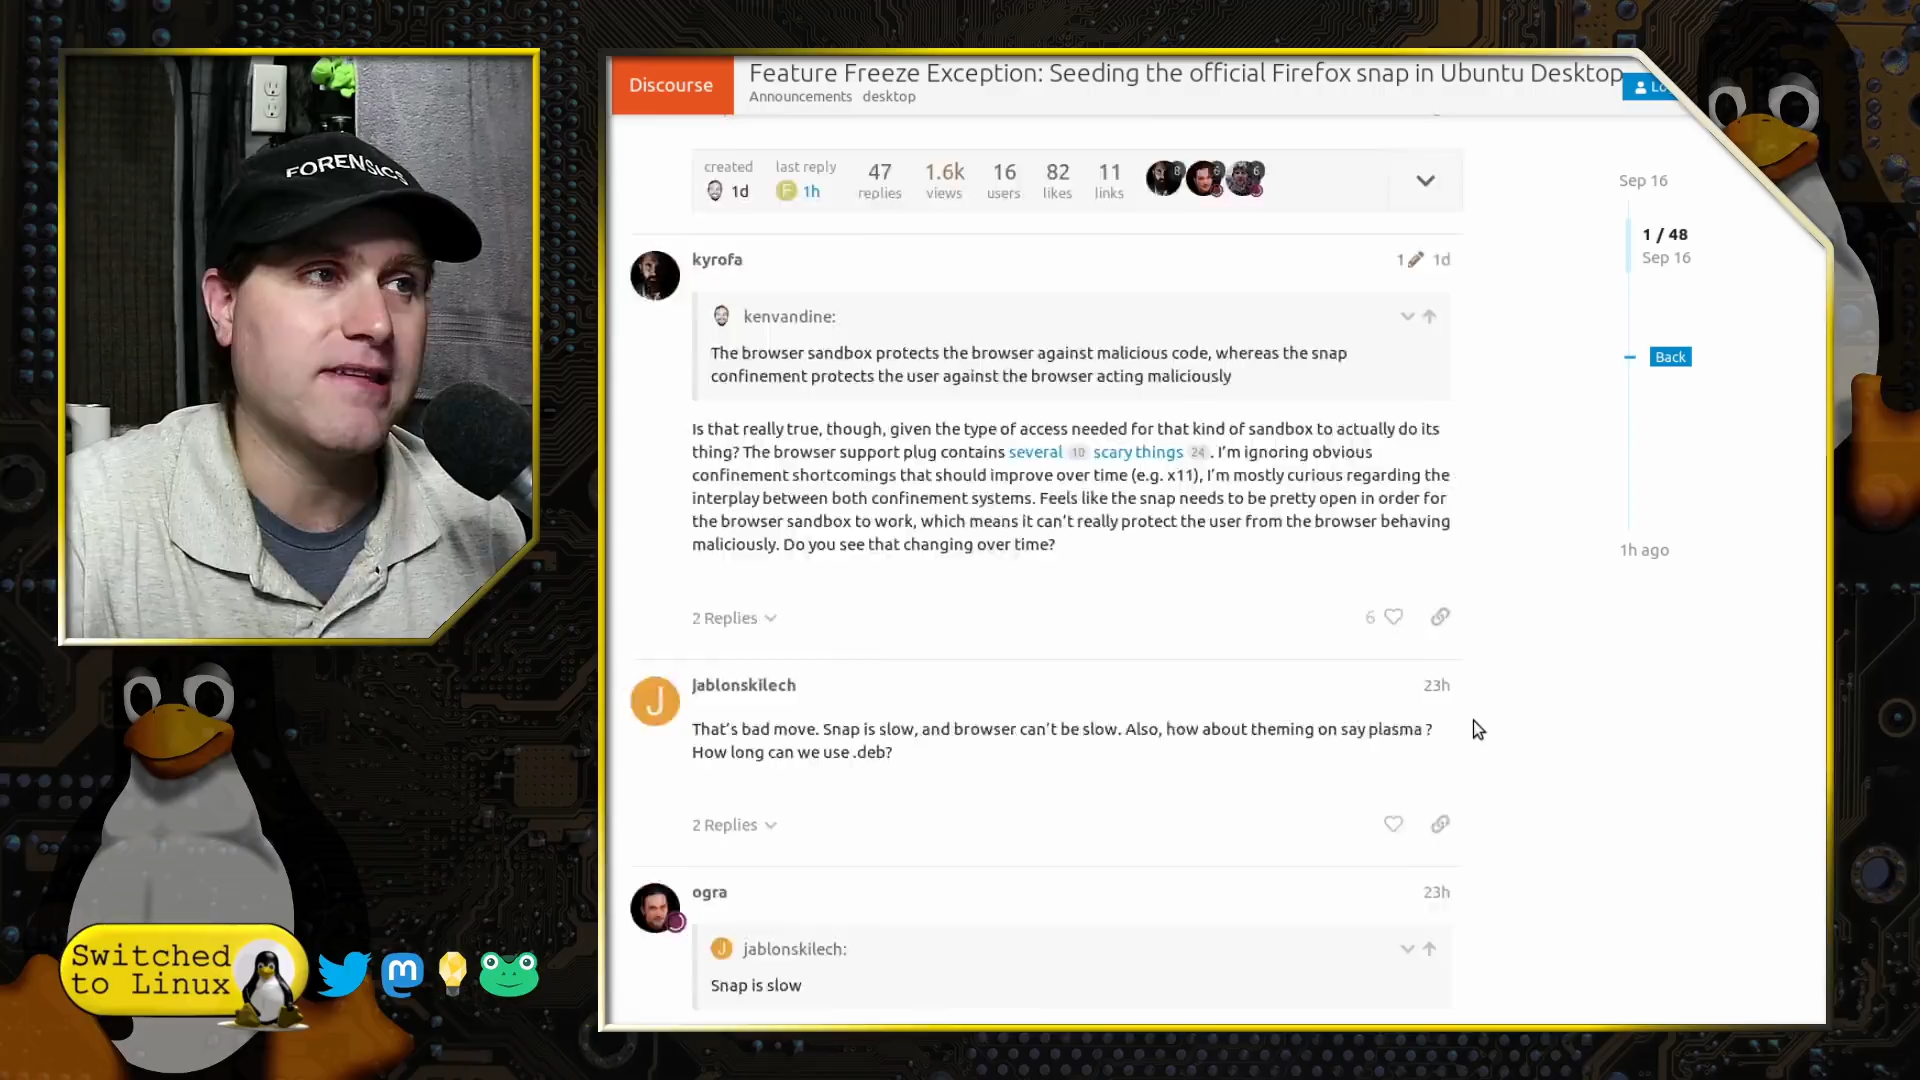 FORENSICS
Discourse
Feature Freeze Exception: Seeding the official Firefox snap in Ubuntu Desktop
Announcements desktop
created
last reply
47
1.6k
16
82
11
8
6
6
1d
1h
replies
views
users
likes
links
Sep 16
1 / 48
Sep 16
Back
1h ago
kyrofa
1
1d
kenvandine:
The browser sandbox protects the browser against malicious code, whereas the snap
confinement protects the user against the browser acting maliciously
Is that really true, though, given the type of access needed for that kind of sandbox to actually do its
thing? The browser support plug contains several 10 scary things 24 . I'm ignoring obvious
confinement shortcomings that should improve over time (e.g. x11), I'm mostly curious regarding the
interplay between both confinement systems. Feels like the snap needs to be pretty open in order for
the browser sandbox to work, which means it can't really protect the user from the browser behaving
maliciously. Do you see that changing over time?
2 Replies
6
J
jablonskilech
23h
That's bad move. Snap is slow, and browser can't be slow. Also, how about theming on say plasma ?
How long can we use .deb?
2 Replies
ogra
23h
J
jablonskilech:
Snap is slow
Switched
to Linux